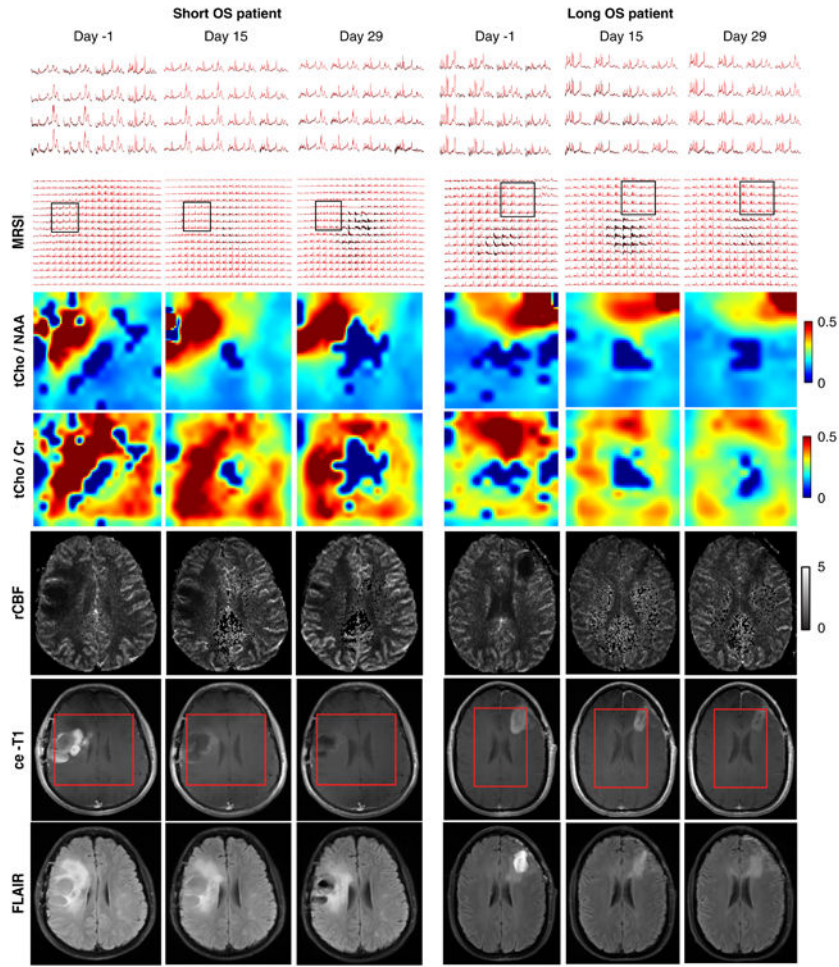 Short OS patient Long OS patient
Day -1 Day 15 Day 29 Day -1 Day 15 Day 29
MRSI
tCho / NAA
0.5
0
tCho / Cr
0.5
0
rCBF
5
0
ce -T1
FLAIR